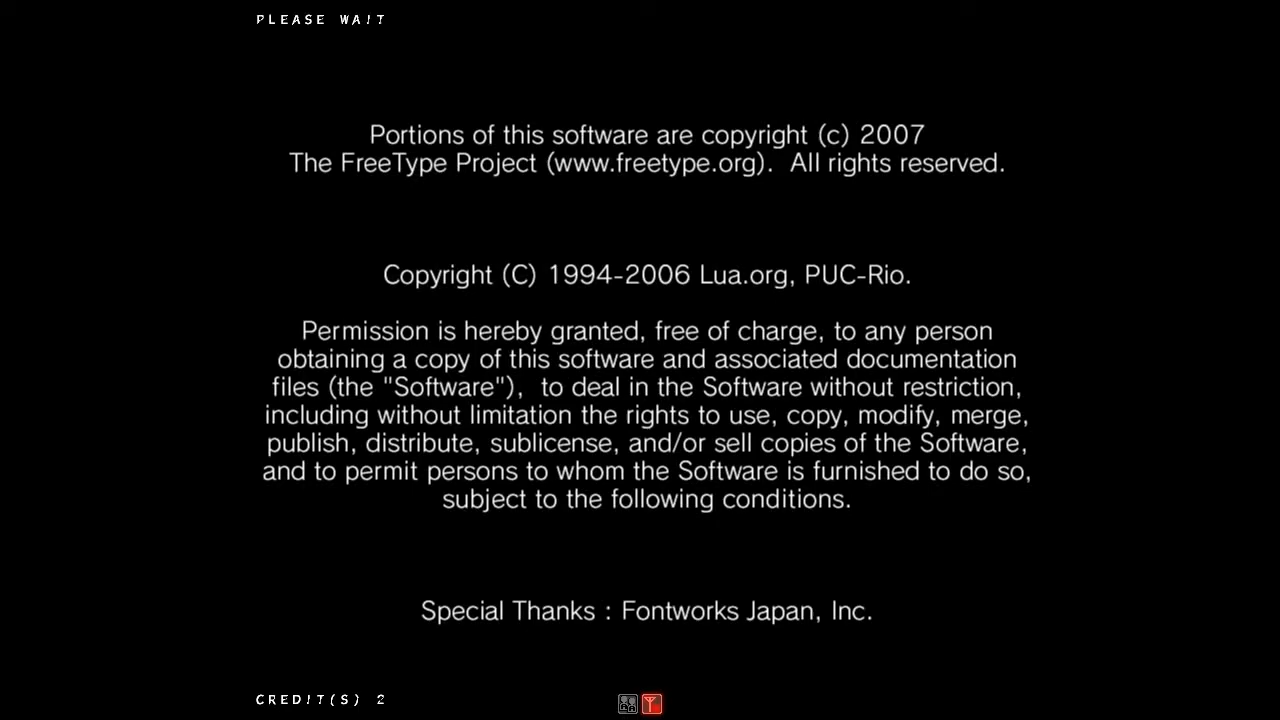 PLEASE WAIT
Portions of this software are copyright (c) 2007
The FreeType Project (www.freetype.org).  All rights reserved.
Copyright (C) 1994-2006 Lua.org, PUC-Rio.
Permission is hereby granted, free of charge, to any person
obtaining a copy of this software and associated documentation
files (the "Software"),  to deal in the Software without restriction,
including without limitation the rights to use, copy, modify, merge,
publish, distribute, sublicense, and/or sell copies of the Software,
and to permit persons to whom the Software is furnished to do so,
subject to the following conditions.
Special Thanks : Fontworks Japan, Inc.
CREDIT(S) 2